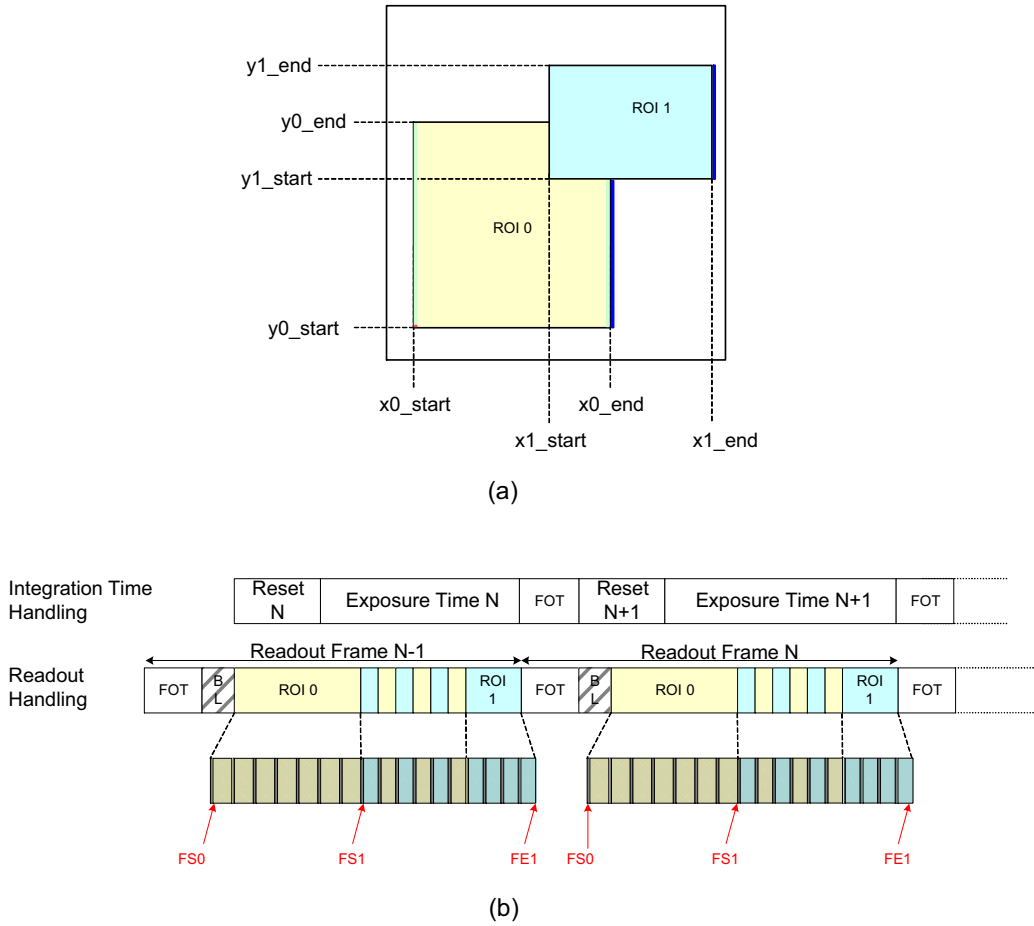 y1_end
ROI 1
y0_end
y1_start
ROI 0
y0_start
x0_start
x0_end
x1_start
x1_end
(a)
Integration Time
Handling
Reset
N
Exposure Time N
FOT
Reset
N+1
Exposure Time N+1
FOT
Readout Frame N-1
Readout Frame N
Readout
Handling
FOT
B
L
ROI 0
ROI
1
FOT
B
L
ROI 0
ROI
1
FOT
FS0
FS1
FE1
FS0
FS1
FE1
(b)